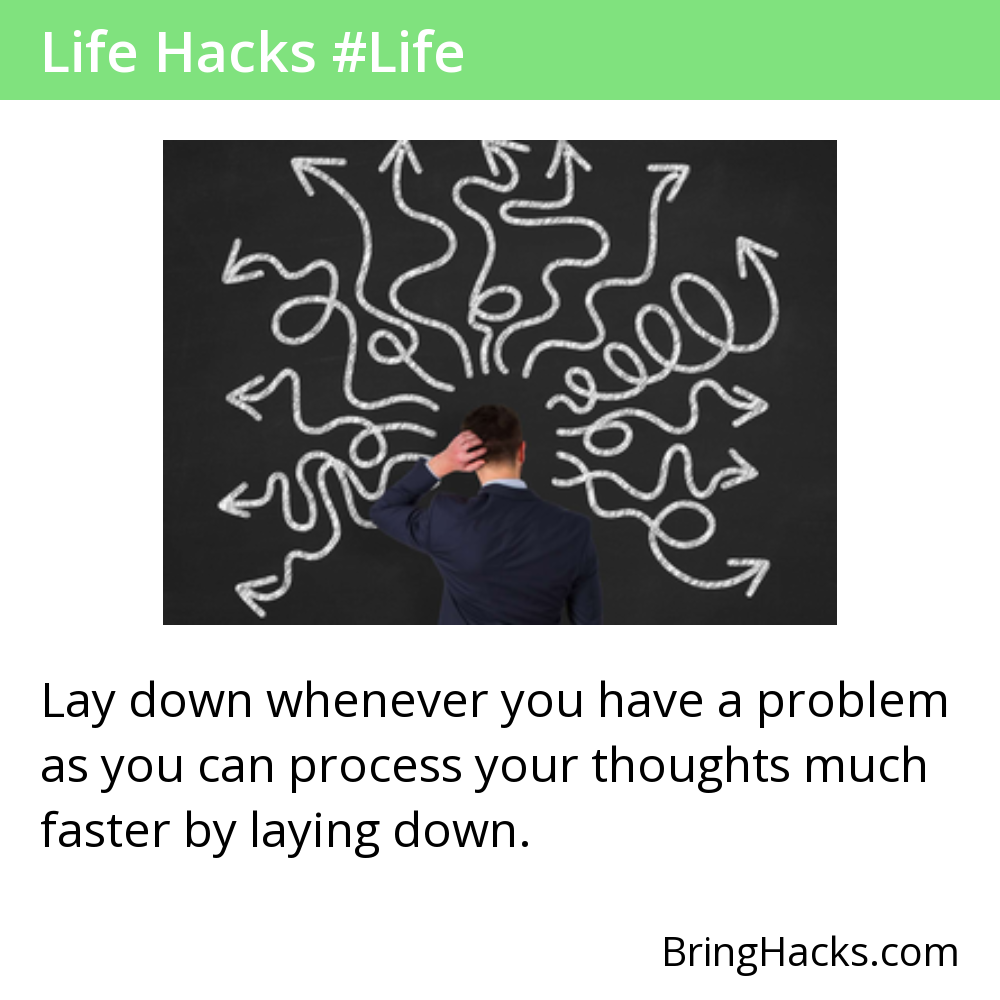 Life Hacks #Life
Lay down whenever you have a problem
as you can process your thoughts much
faster by laying down.
BringHacks.com